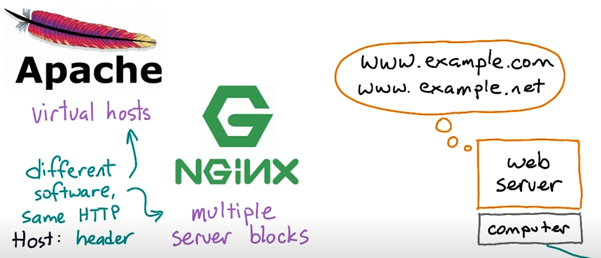 Apache
virtual hosts
different
software,
same HTTP
Host: header
NGINX
multiple
server blocks
www.example.com
www.example.net
web
server
computer